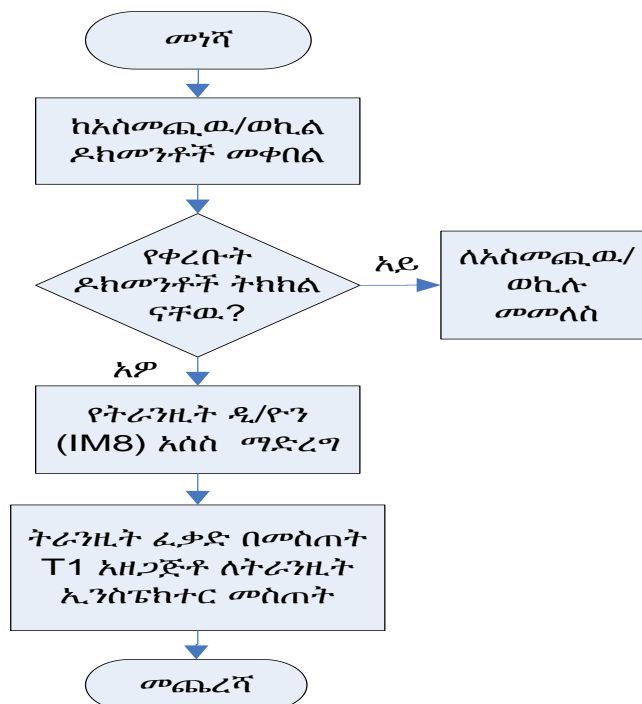 መነሻ
ከአስመጪዉ/ወኪል
ዶክመንቶች መቀበል
የቀረቡት
ዶክመንቶች ትክክል
ናቸዉ?
አይ
ለአስመጪዉ/
ወኪሉ
መመለስ
አዎ
የትራንዚት ዲ/ዮን
(IM8) አሰስ ማድረግ
ትራንዚት ፈቃድ በመስጠት
T1 አዘጋጅቶ ለትራንዚት
ኢንስፔክተር መስጠት
መጨረሻ